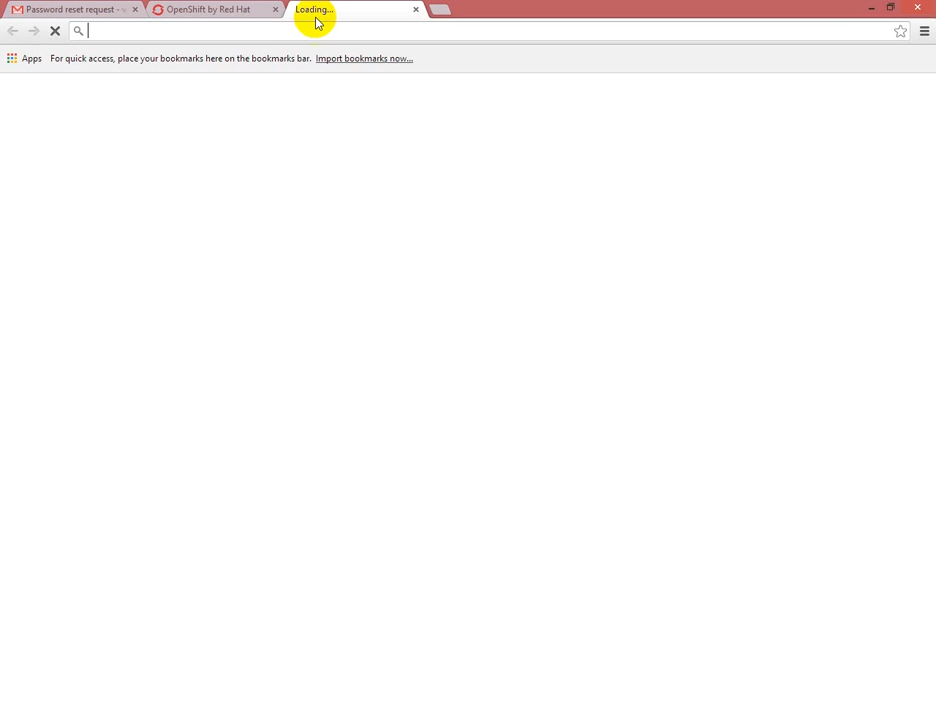 Password reset request -
OpenShift by Red Hat
Loading...
Apps
For quick access, place your bookmarks here on the bookmarks bar. Import bookmarks now...